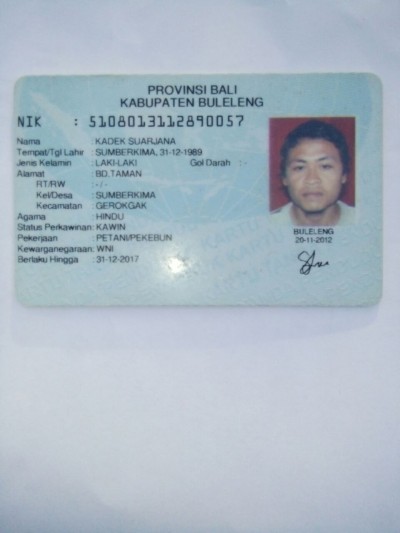 PROVINSI BALI
KABUPATEN BULELENG
NIK : 5108013112890057
Nama : KADEK SUARJANA
Tempat/Tgl Lahir : SUMBERKIMA, 31-12-1989
Jenis Kelamin : LAKI-LAKI Gol Darah : -
Alamat : BD.TAMAN
RT/RW : -/-
Kel/Desa : SUMBERKIMA
Kecamatan : GEROKGAK
Agama : HINDU
Status Perkawinan: KAWIN
Pekerjaan : PETANI/PEKEBUN
Kewarganegaraan: WNI
Berlaku Hingga : 31-12-2017
BULELENG
20-11-2012